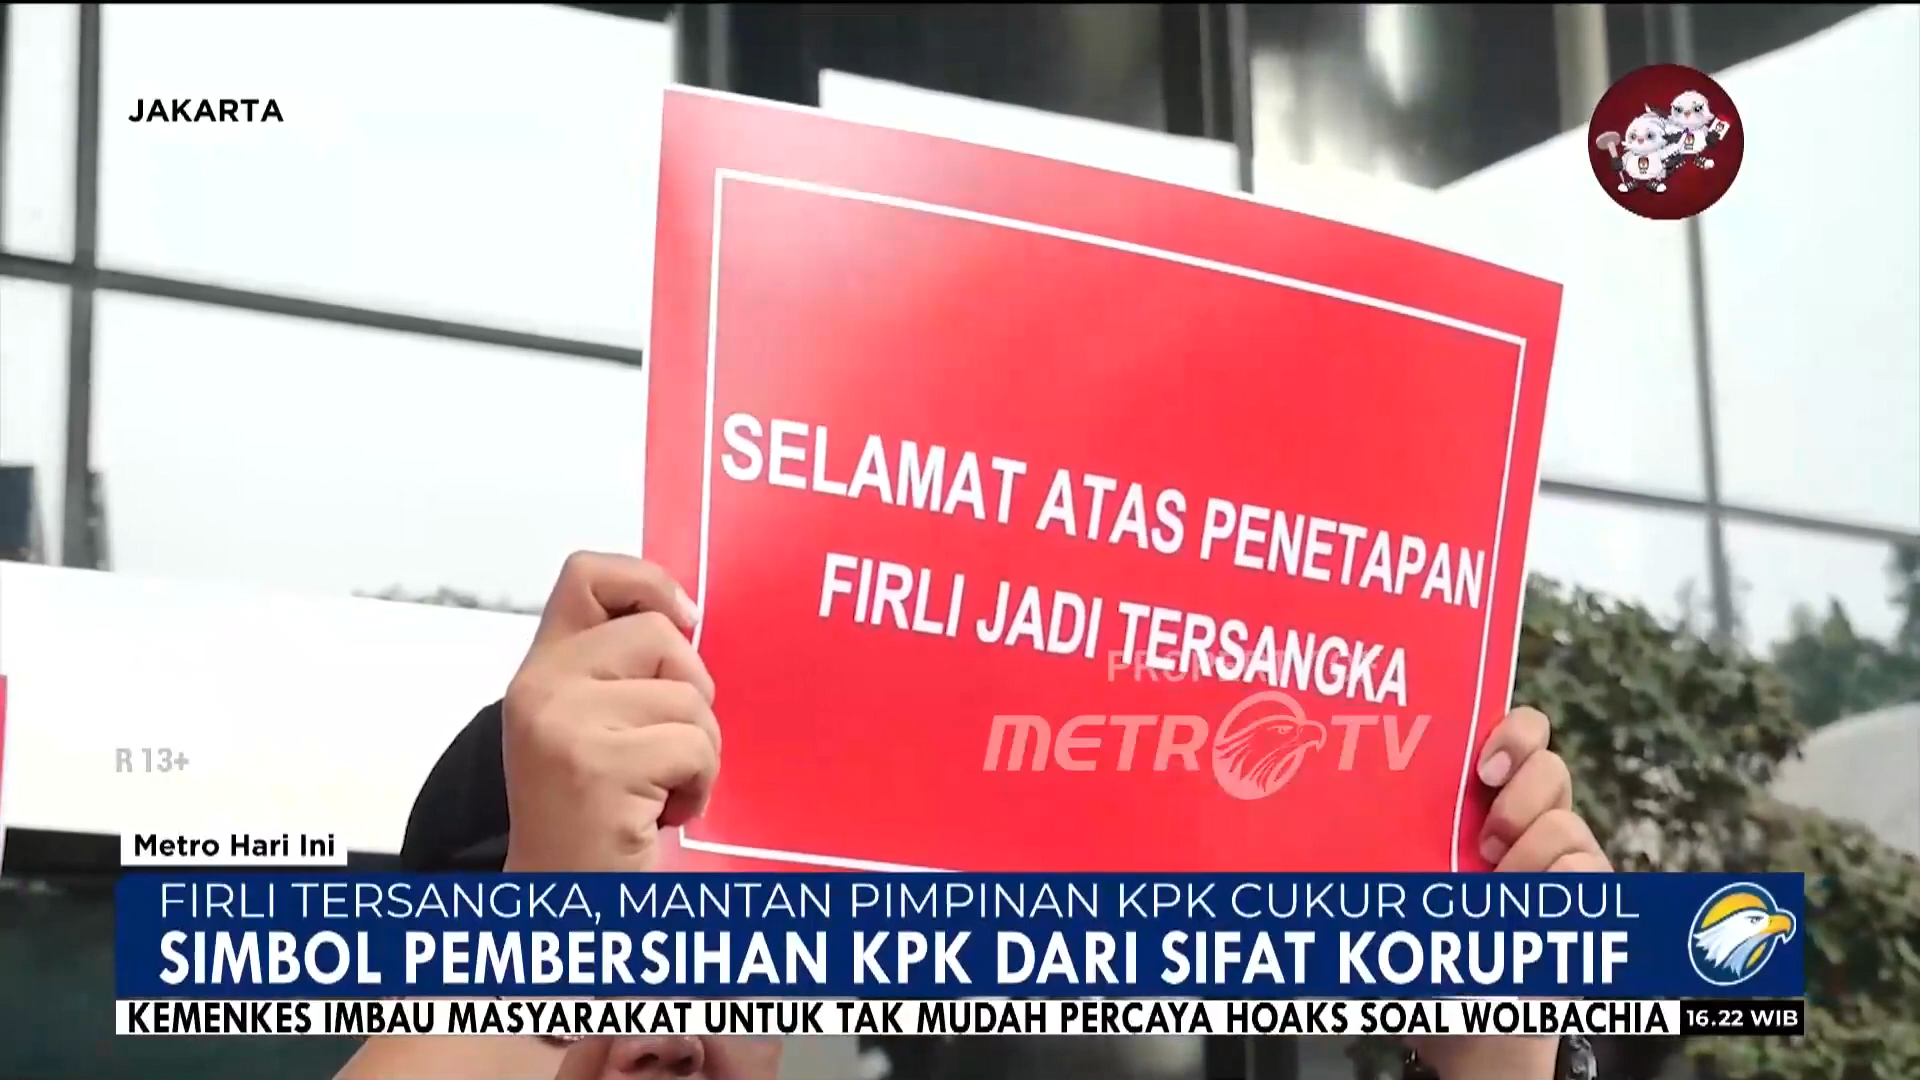 JAKARTA
SELAMAT ATAS PENETAPAN
FIRLI JADI TERSANGKA
PROPERTY OF
METRO TV
R 13+
Metro Hari Ini
FIRLI TERSANGKA, MANTAN PIMPINAN KPK CUKUR GUNDUL
SIMBOL PEMBERSIHAN KPK DARI SIFAT KORUPTIF
KEMENKES IMBAU MASYARAKAT UNTUK TAK MUDAH PERCAYA HOAKS SOAL WOLBACHIA
16.22 WIB